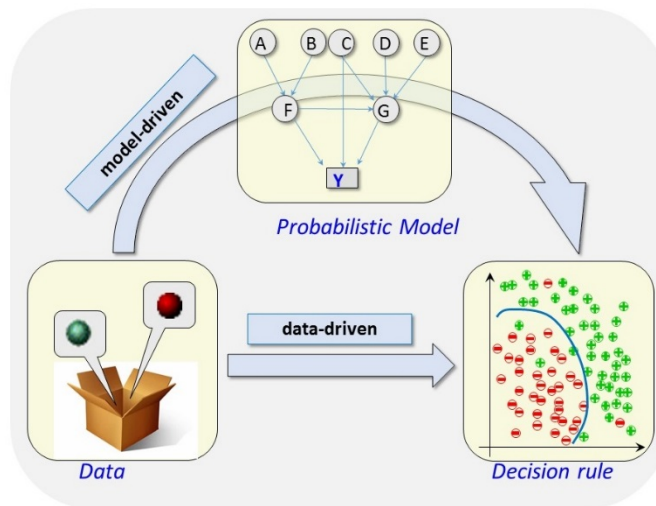 A B C D E
F G
Y
model-driven
Probabilistic Model
data-driven
Data
Decision rule